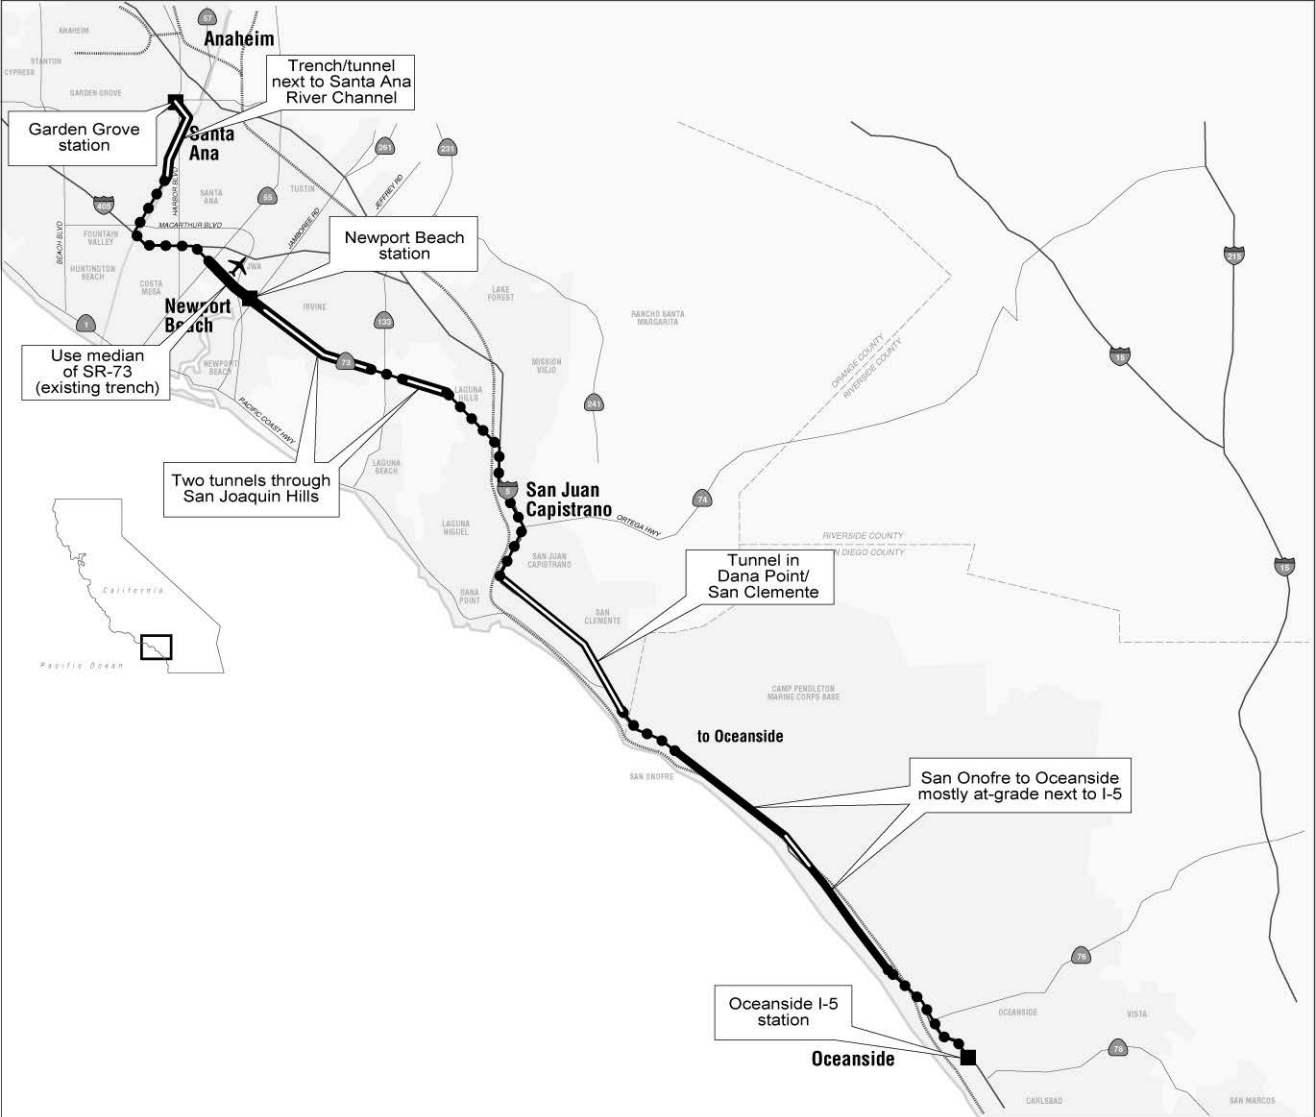 57
ANAHEIM
Anaheim
STANTON
CYPRESS
Trench/tunnel
next to Santa Ana
River Channel
GARDEN GROVE
Garden Grove
station
Santa
Ana
261
231
HARBOR BLVD
SANTA
ANA
TUSTIN
JEFFREY RD
55
405
JAMBOREE RD
MACARTHUR BLVD
BEACH BLVD
FOUNTAIN
VALLEY
Newport Beach
station
215
HUNTINGTON
BEACH
JWA
COSTA
MESA
LAKE
FOREST
Newport
Beach
IRVINE
RANCHO SANTA
MARGARITA
1
133
ORANGE COUNTY
RIVERSIDE COUNTY
15
Use median
of SR-73
(existing trench)
NEWPORT
BEACH
73
MISSION
VIEJO
LAGUNA
HILLS
241
PACIFIC COAST HWY
LAGUNA
BEACH
Two tunnels through
San Joaquin Hills
5
San Juan
Capistrano
74
ORTEGA HWY
LAGUNA
NIGUEL
RIVERSIDE COUNTY
N DIEGO COUNTY
SAN JUAN
CAPISTRANO
Tunnel in
Dana Point/
San Clemente
15
California
DANA
POINT
SAN
CLEMENTE
Pacific Ocean
CAMP PENDLETON
MARINE CORPS BASE
to Oceanside
SAN ONOFRE
San Onofre to Oceanside
mostly at-grade next to I-5
76
Oceanside I-5
station
OCEANSIDE
VISTA
Oceanside
78
CARLSBAD
SAN MARCOS